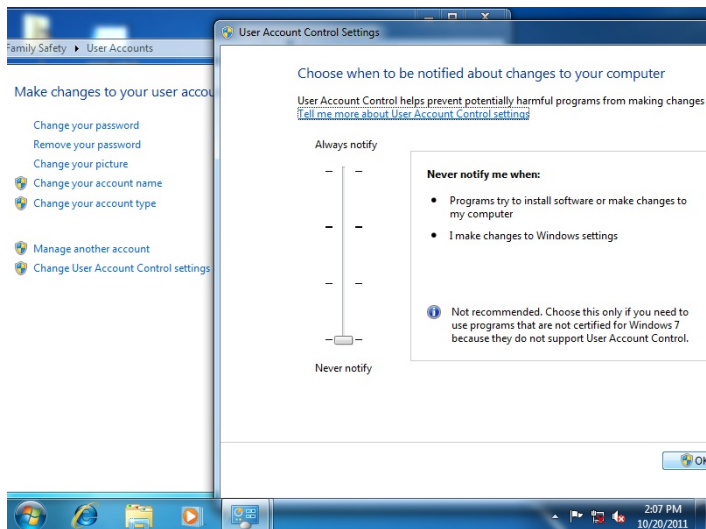 User Account Control Settings
Family Safety ▸ User Accounts
Make changes to your user
Change your password
Remove your password
Change your picture
Change your account name
Change your account type
Manage another account
Change User Account Control settings
Choose when to be notified about changes to your computer
User Account Control helps prevent potentially harmful programs from making changes
Tell me more about User Account Control settings
Always notify
Never notify me when:
• Programs try to install software or make changes to
my computer
• I make changes to Windows settings
Not recommended. Choose this only if you need to
use programs that are not certified for Windows 7
because they do not support User Account Control.
Never notify
2:07 PM
10/20/2011